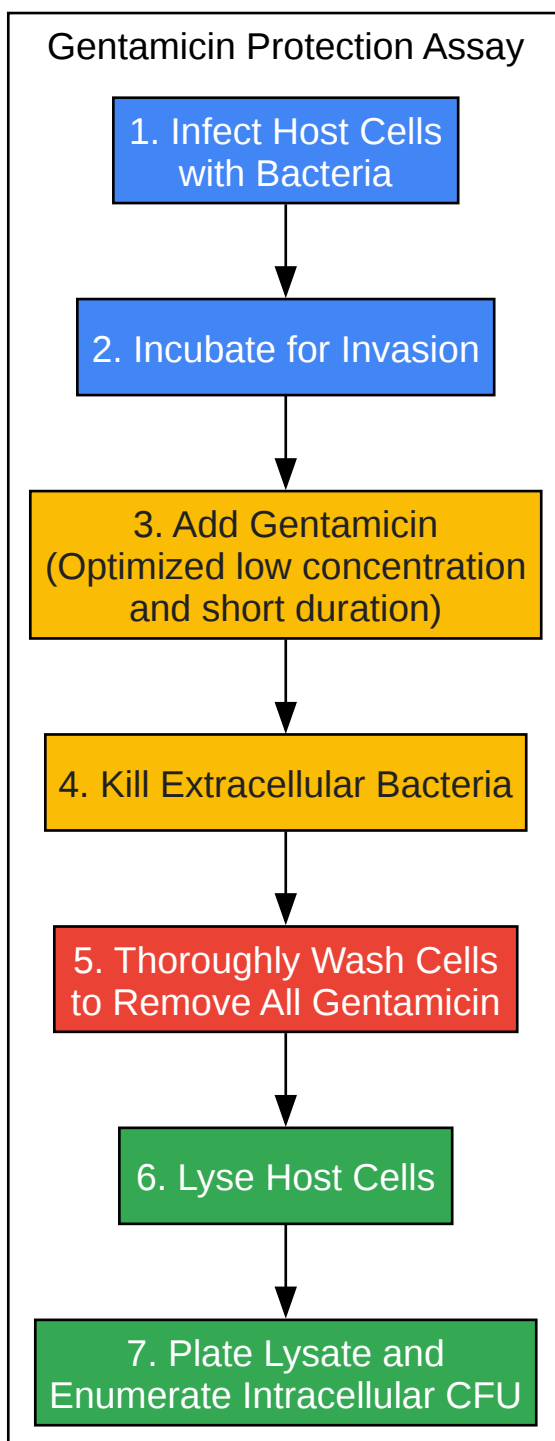 Gentamicin Protection Assay
1. Infect Host Cells
with Bacteria
2. Incubate for Invasion
3. Add Gentamicin
(Optimized low concentration
and short duration)
4. Kill Extracellular Bacteria
5. Thoroughly Wash Cells
to Remove All Gentamicin
6. Lyse Host Cells
7. Plate Lysate and
Enumerate Intracellular CFU